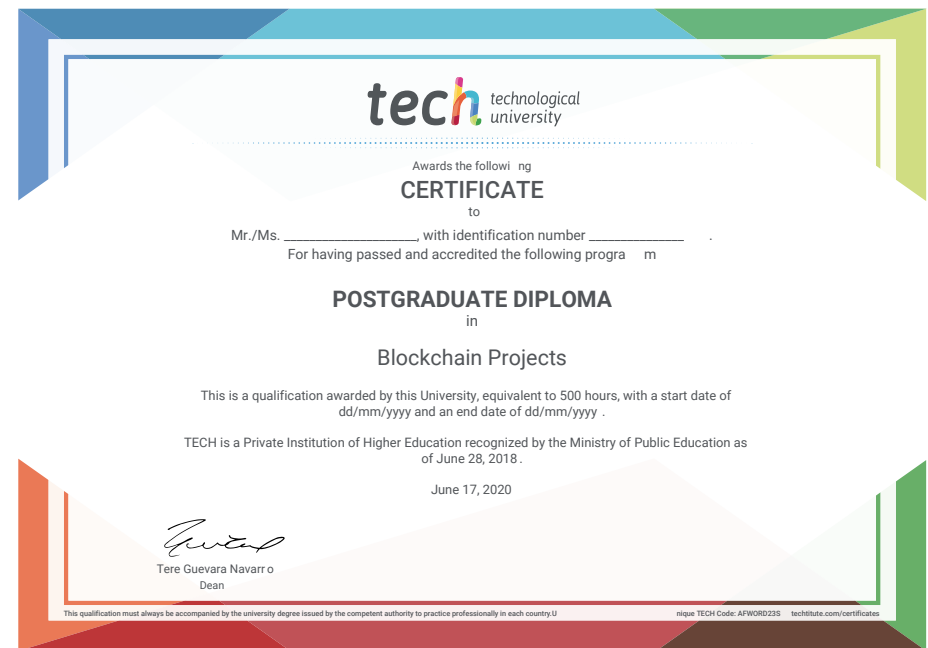 tech technological
university
Awards the followi ng
CERTIFICATE
to
Mr./Ms. ____________________, with identification number ______________ .
For having passed and accredited the following progra m
POSTGRADUATE DIPLOMA
in
Blockchain Projects
This is a qualification awarded by this University, equivalent to 500 hours, with a start date of
dd/mm/yyyy and an end date of dd/mm/yyyy .
TECH is a Private Institution of Higher Education recognized by the Ministry of Public Education as
of June 28, 2018 .
June 17, 2020
Tere Guevara Navarr o
Dean
This qualification must always be accompanied by the university degree issued by the competent authority to practice professionally in each country.U nique TECH Code: AFWORD23S techtitute.com/certificates